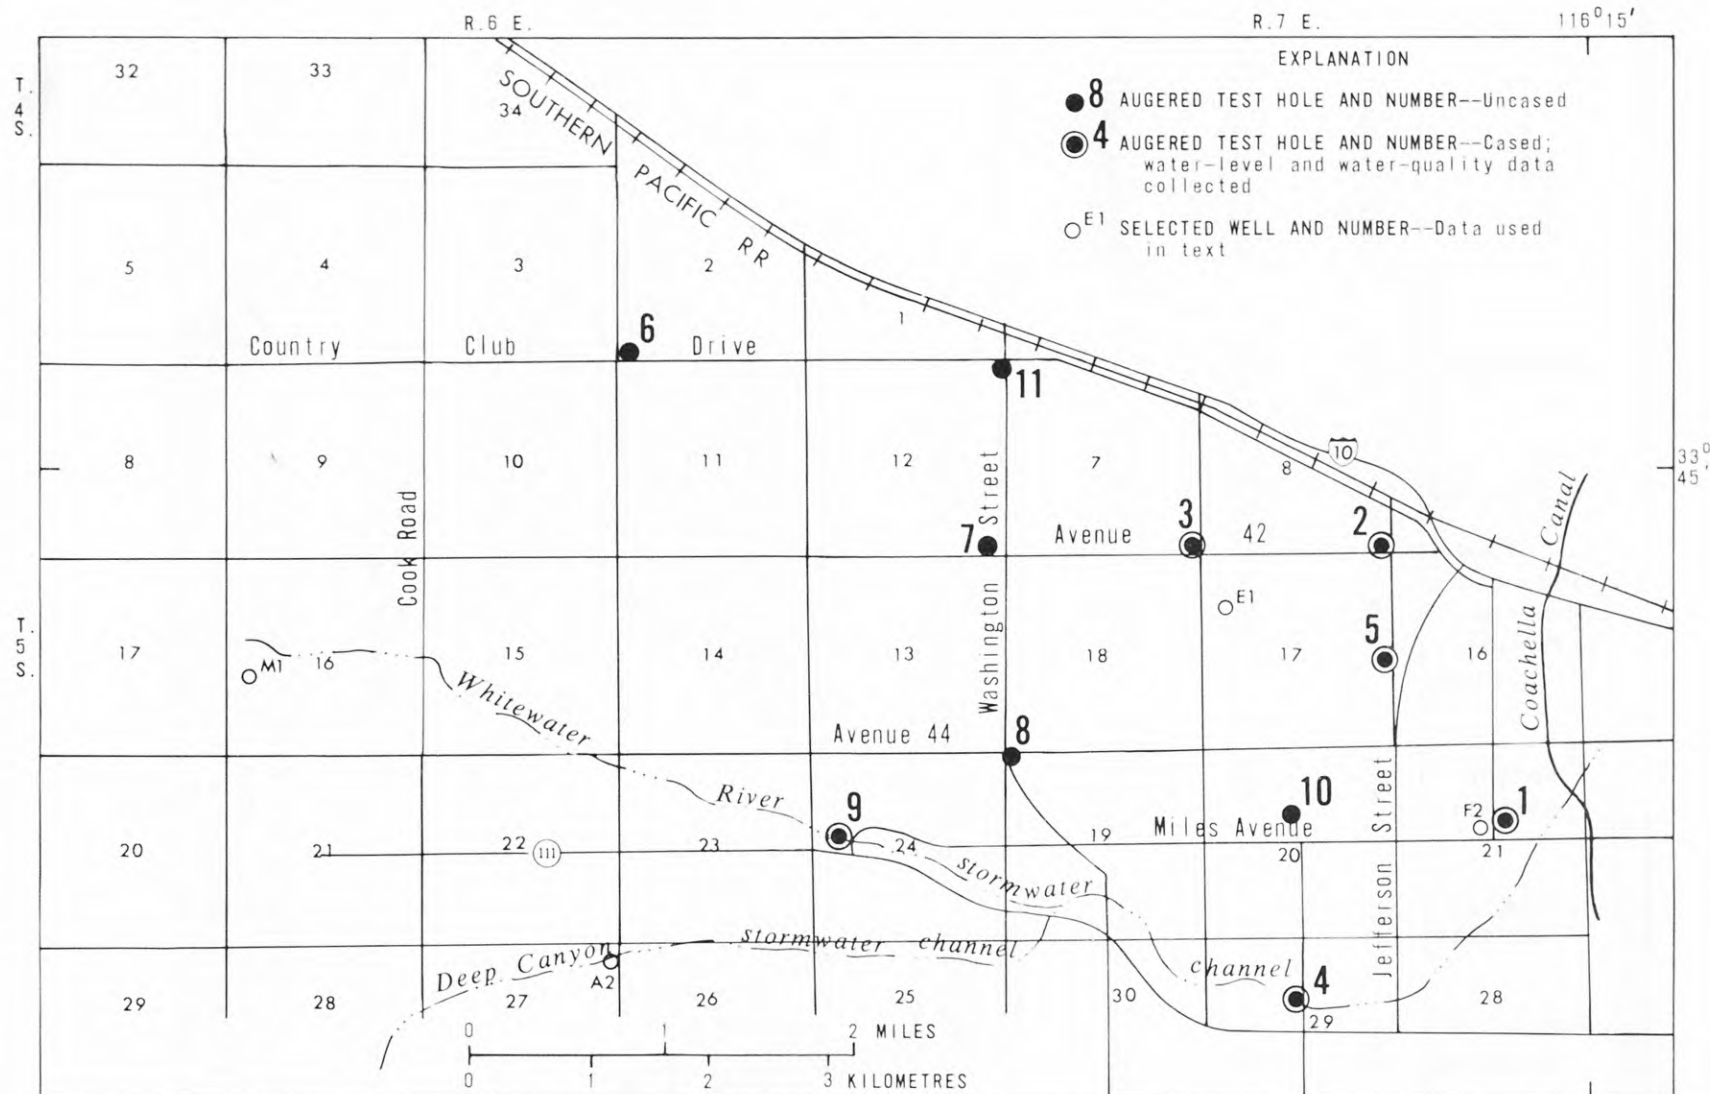 R.6 E.
R.7 E.
116° 15′
T.
4
S.
32
33
34
SOUTHERN PACIFIC RR
EXPLANATION
8 AUGERED TEST HOLE AND NUMBER--Uncased
4 AUGERED TEST HOLE AND NUMBER--Cased;
water-level and water-quality data
collected
E1 SELECTED WELL AND NUMBER--Data used
in text
5
4
3
2
1
6
Country Club Drive
11
8
9
10
11
12
7
8
10
33°
45′
Cook Road
Washington Street
7
Avenue 42
3
2
Coachella Canal
E1
T.
5
S.
17
M1
16
15
14
13
18
17
5
16
Whitewater River stormwater channel
Avenue 44
8
9
10
Miles Avenue
Jefferson Street
F2
1
20
21
22
111
23
24
19
20
21
Deep Canyon stormwater channel
A2
4
29
28
27
26
25
30
29
28
0 1 2 MILES
0 1 2 3 KILOMETRES